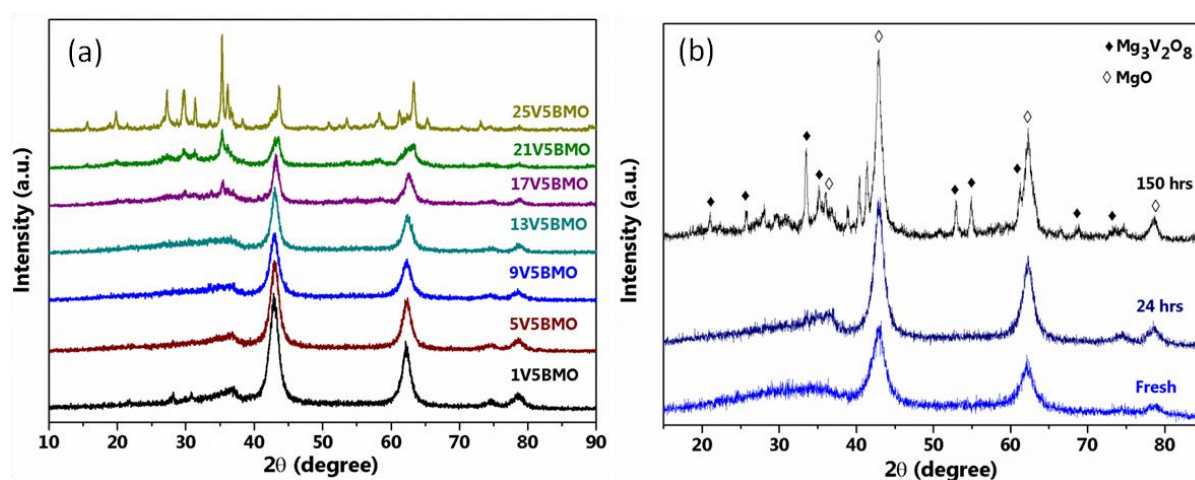 (a)
25V5BMO
21V5BMO
17V5BMO
13V5BMO
9V5BMO
5V5BMO
1V5BMO
Intensity (a.u.)
10 20 30 40 50 60 70 80 90
2θ (degree)
(b)
◆ Mg₃V₂O₈
◇ MgO
150 hrs
24 hrs
Fresh
Intensity (a.u.)
20 30 40 50 60 70 80
2θ (degree)